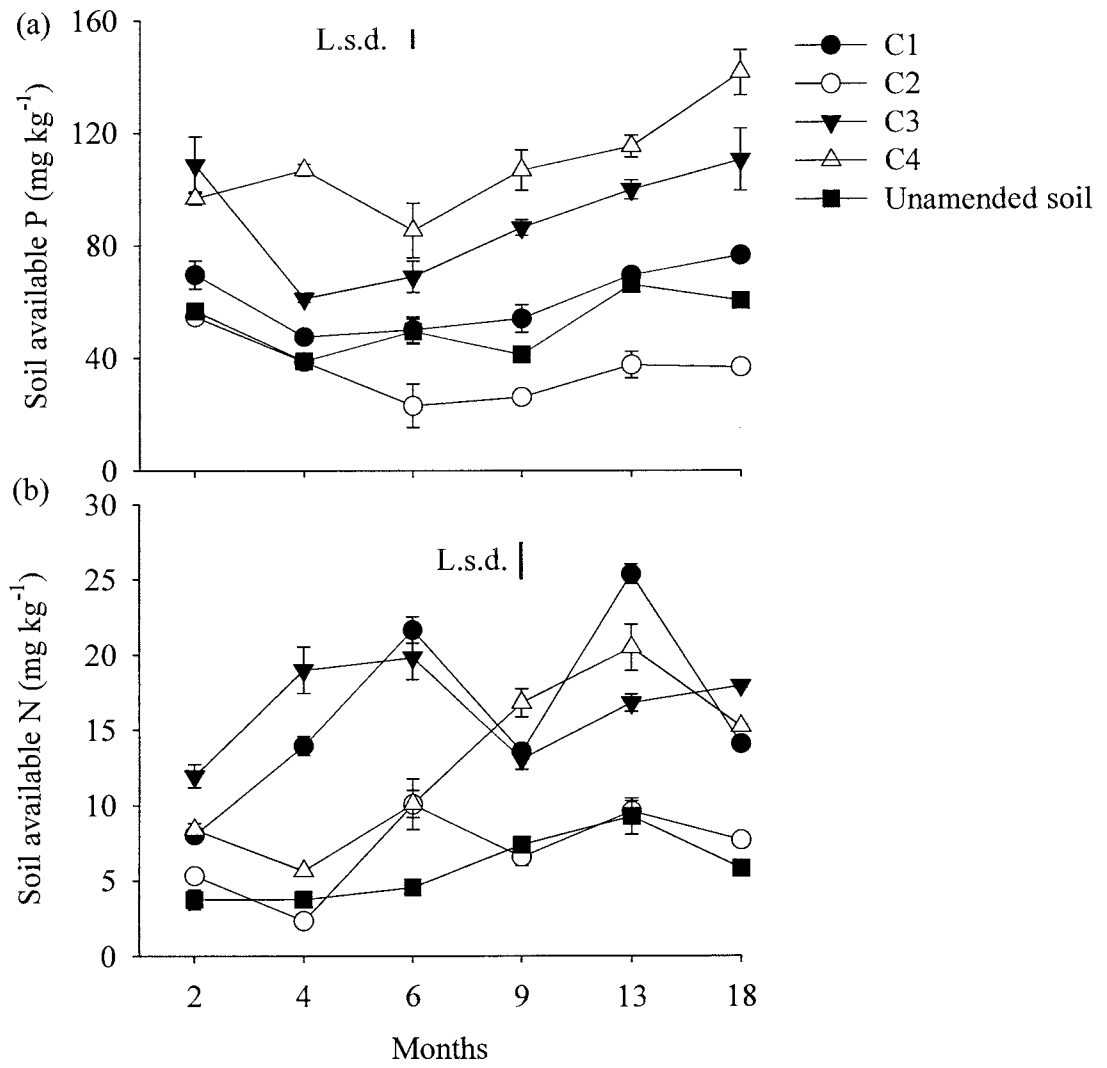 (a)
Soil available P (mg kg⁻¹)
160
120
80
40
0
L.s.d.
C1
C2
C3
C4
Unamended soil
(b)
Soil available N (mg kg⁻¹)
30
25
20
15
10
5
0
L.s.d.
2 4 6 9 13 18
Months